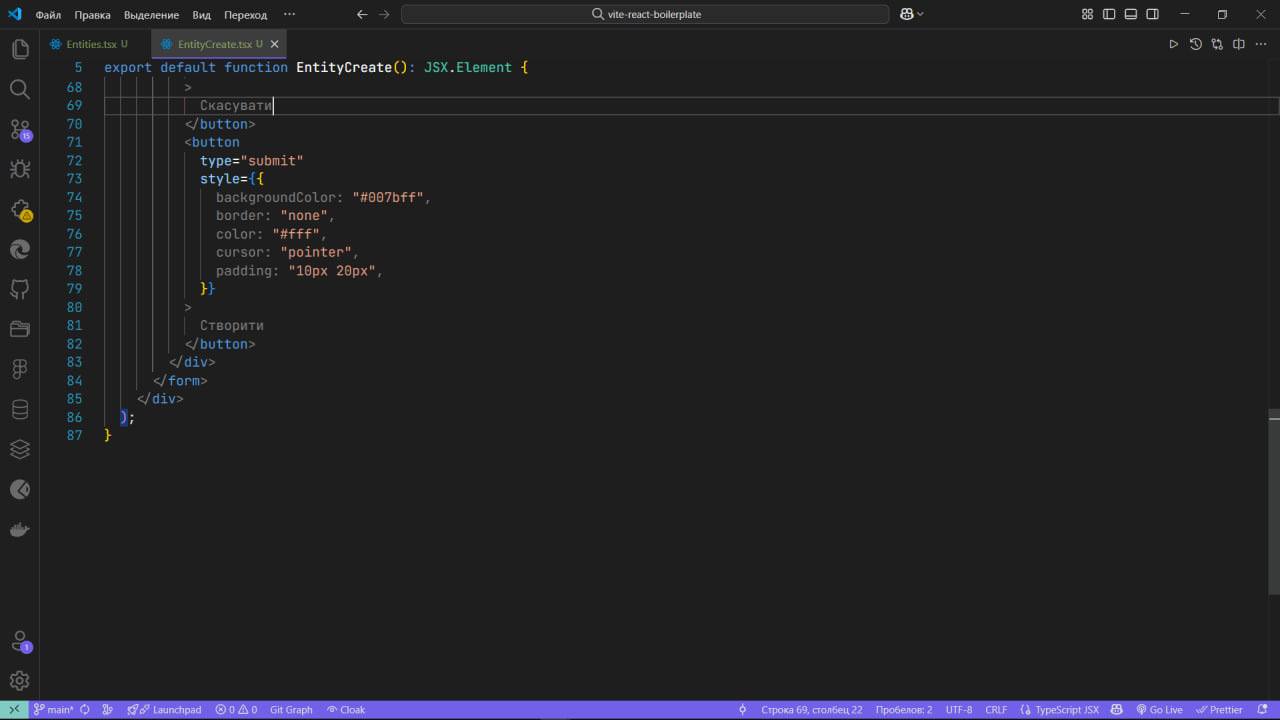 Файл Правка Выделение Вид Переход ··· vite-react-boilerplate
Entities.tsx U EntityCreate.tsx U
5 export default function EntityCreate(): JSX.Element {
68 >
69 Скасувати
70 </button>
71 <button
72 type="submit"
73 style={{
74 backgroundColor: "#007bff",
75 border: "none",
76 color: "#fff",
77 cursor: "pointer",
78 padding: "10px 20px",
79 }}
80 >
81 Створити
82 </button>
83 </div>
84 </form>
85 </div>
86 );
87 }
15
1
main* Launchpad 0 0 Git Graph Cloak Строка 69, столбец 22 Пробелов: 2 UTF-8 CRLF TypeScript JSX Go Live Prettier